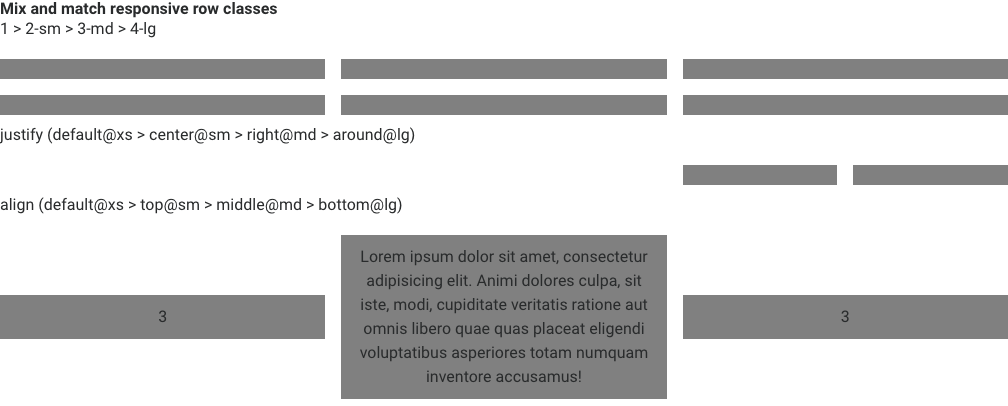 Mix and match responsive row classes
1 > 2-sm > 3-md > 4-lg
justify (default@xs > center@sm > right@md > around@lg)
align (default@xs > top@sm > middle@md > bottom@lg)
3
Lorem ipsum dolor sit amet, consectetur
adipisicing elit. Animi dolores culpa, sit
iste, modi, cupiditate veritatis ratione aut
omnis libero quae quas placeat eligendi
voluptatibus asperiores totam numquam
inventore accusamus!
3